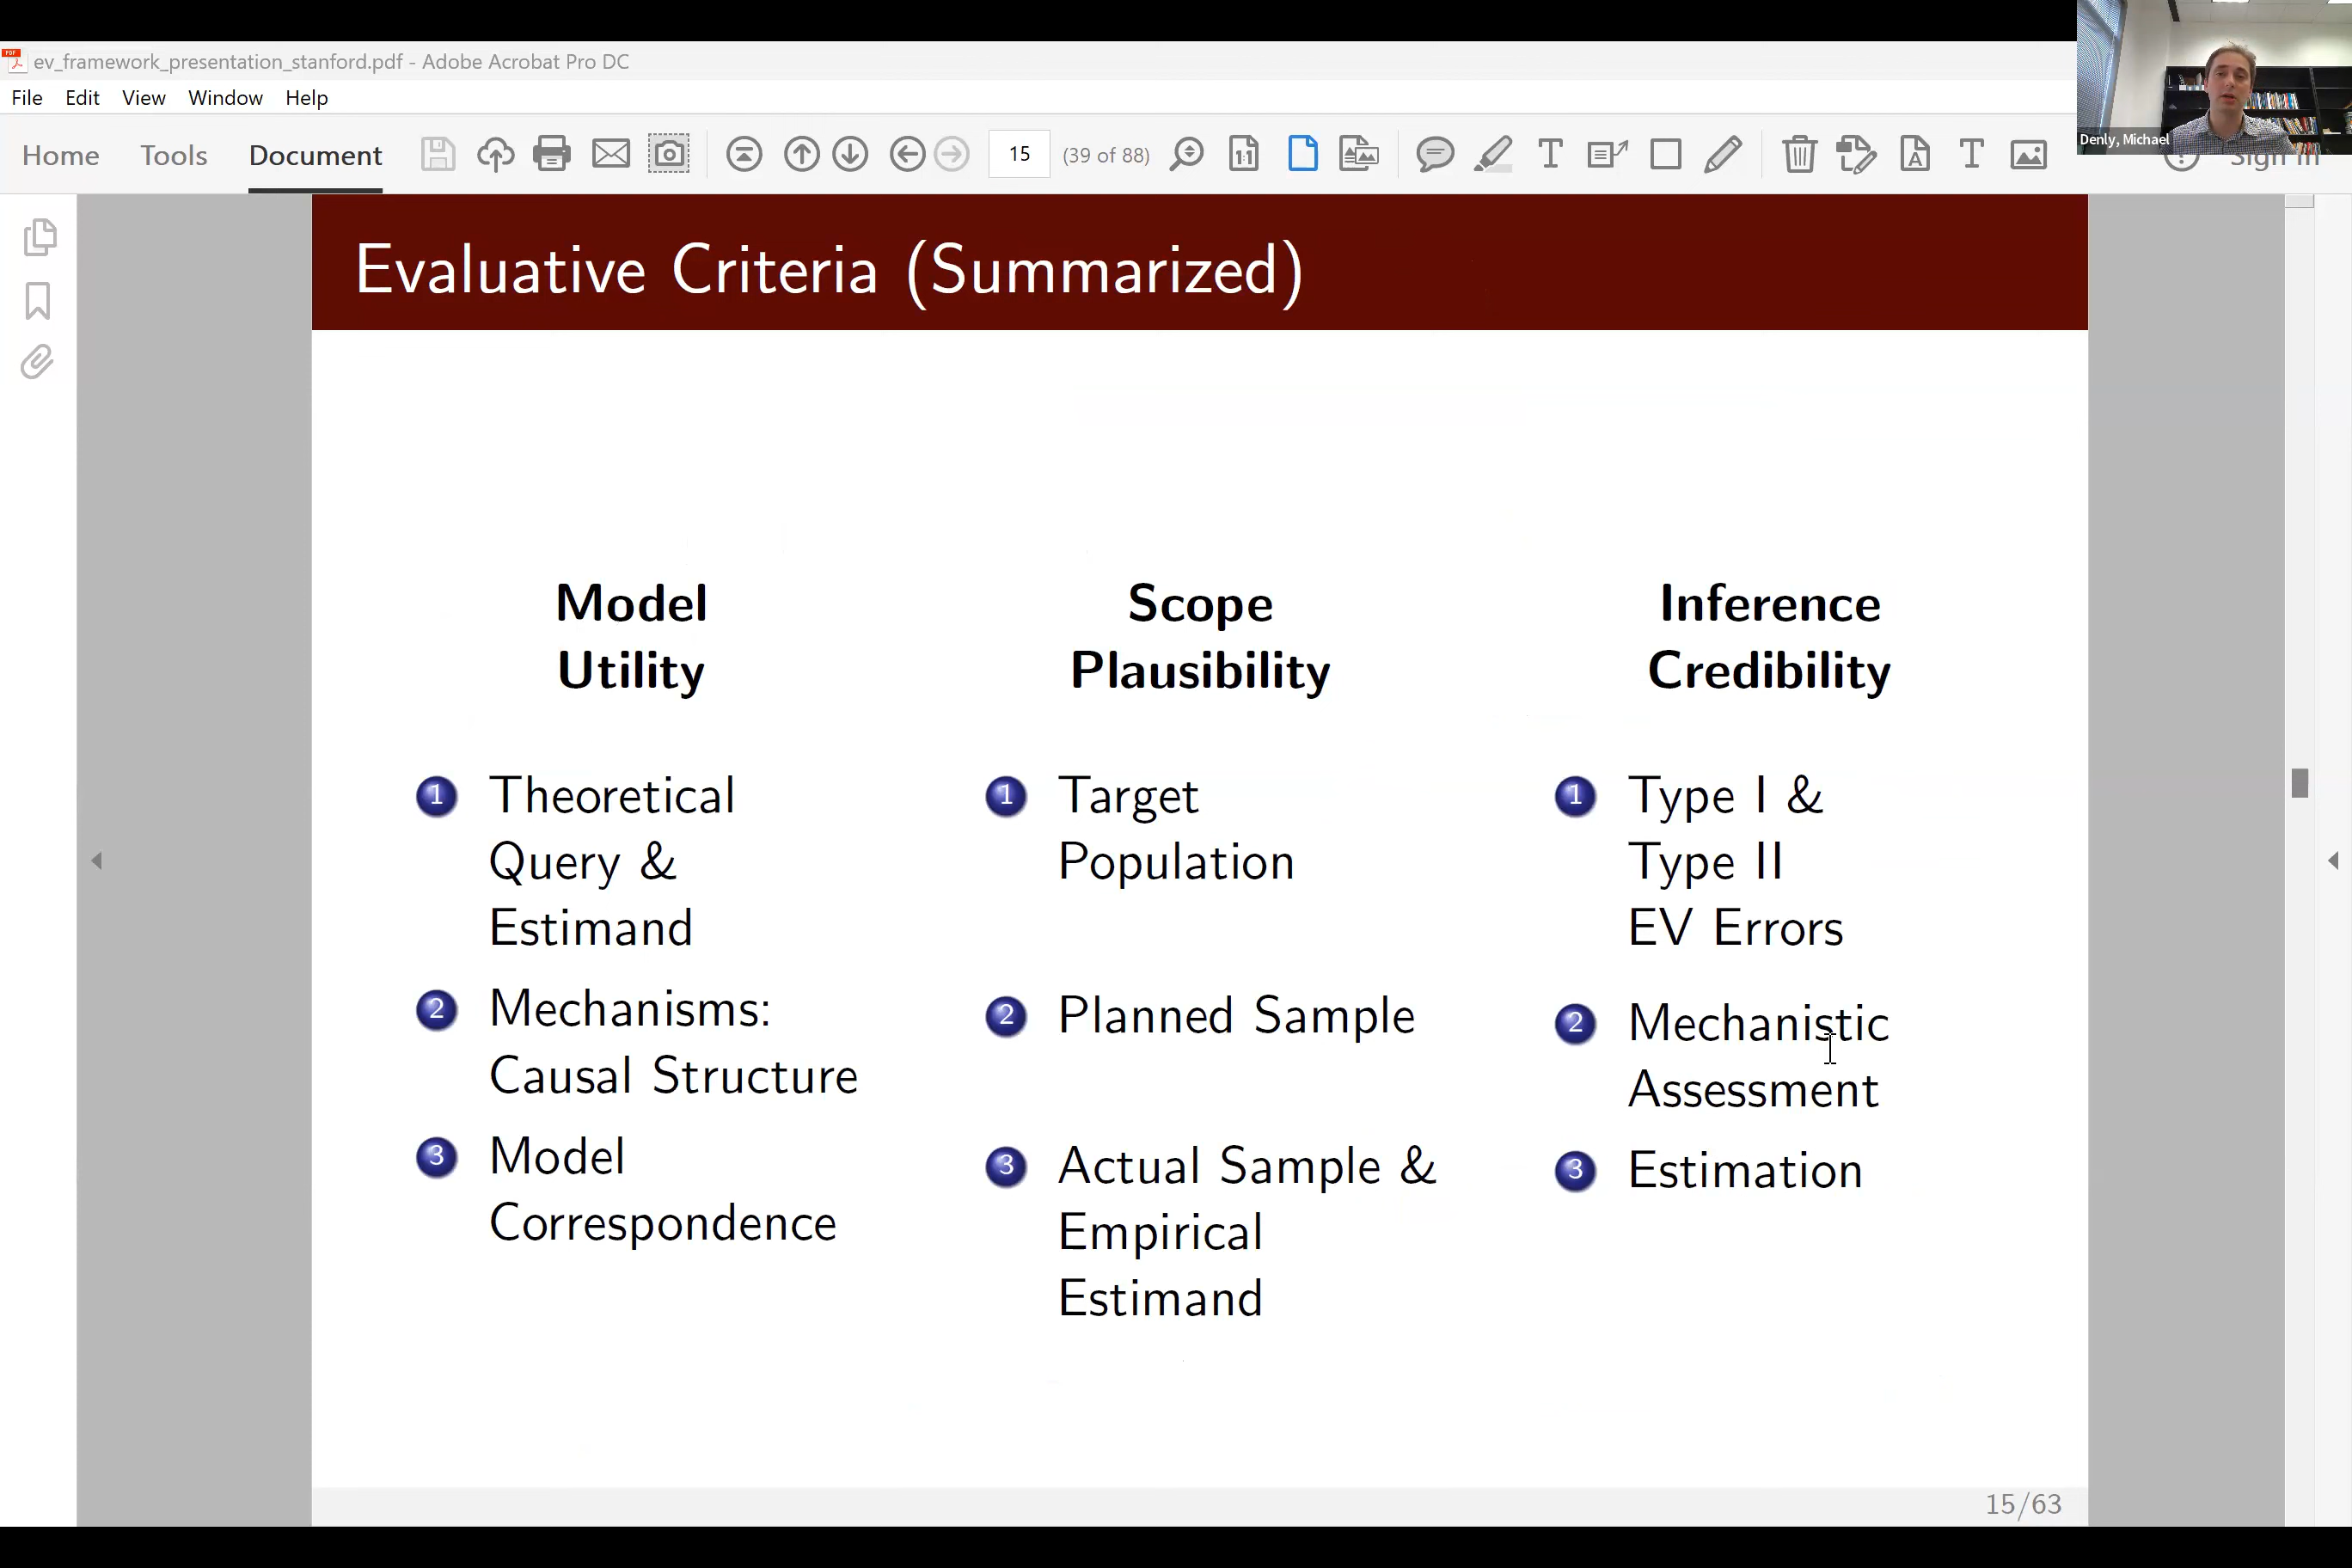 ev_framework_presentation_stanford.pdf - Adobe Acrobat Pro DC
File Edit View Window Help
Home Tools Document 15 (39 of 88) Sign In
Denly, Michael
Evaluative Criteria (Summarized)
Model
Utility
1 Theoretical
Query &
Estimand
2 Mechanisms:
Causal Structure
3 Model
Correspondence
Scope
Plausibility
1 Target
Population
2 Planned Sample
3 Actual Sample &
Empirical
Estimand
Inference
Credibility
1 Type I &
Type II
EV Errors
2 Mechanistic
Assessment
3 Estimation
15/63